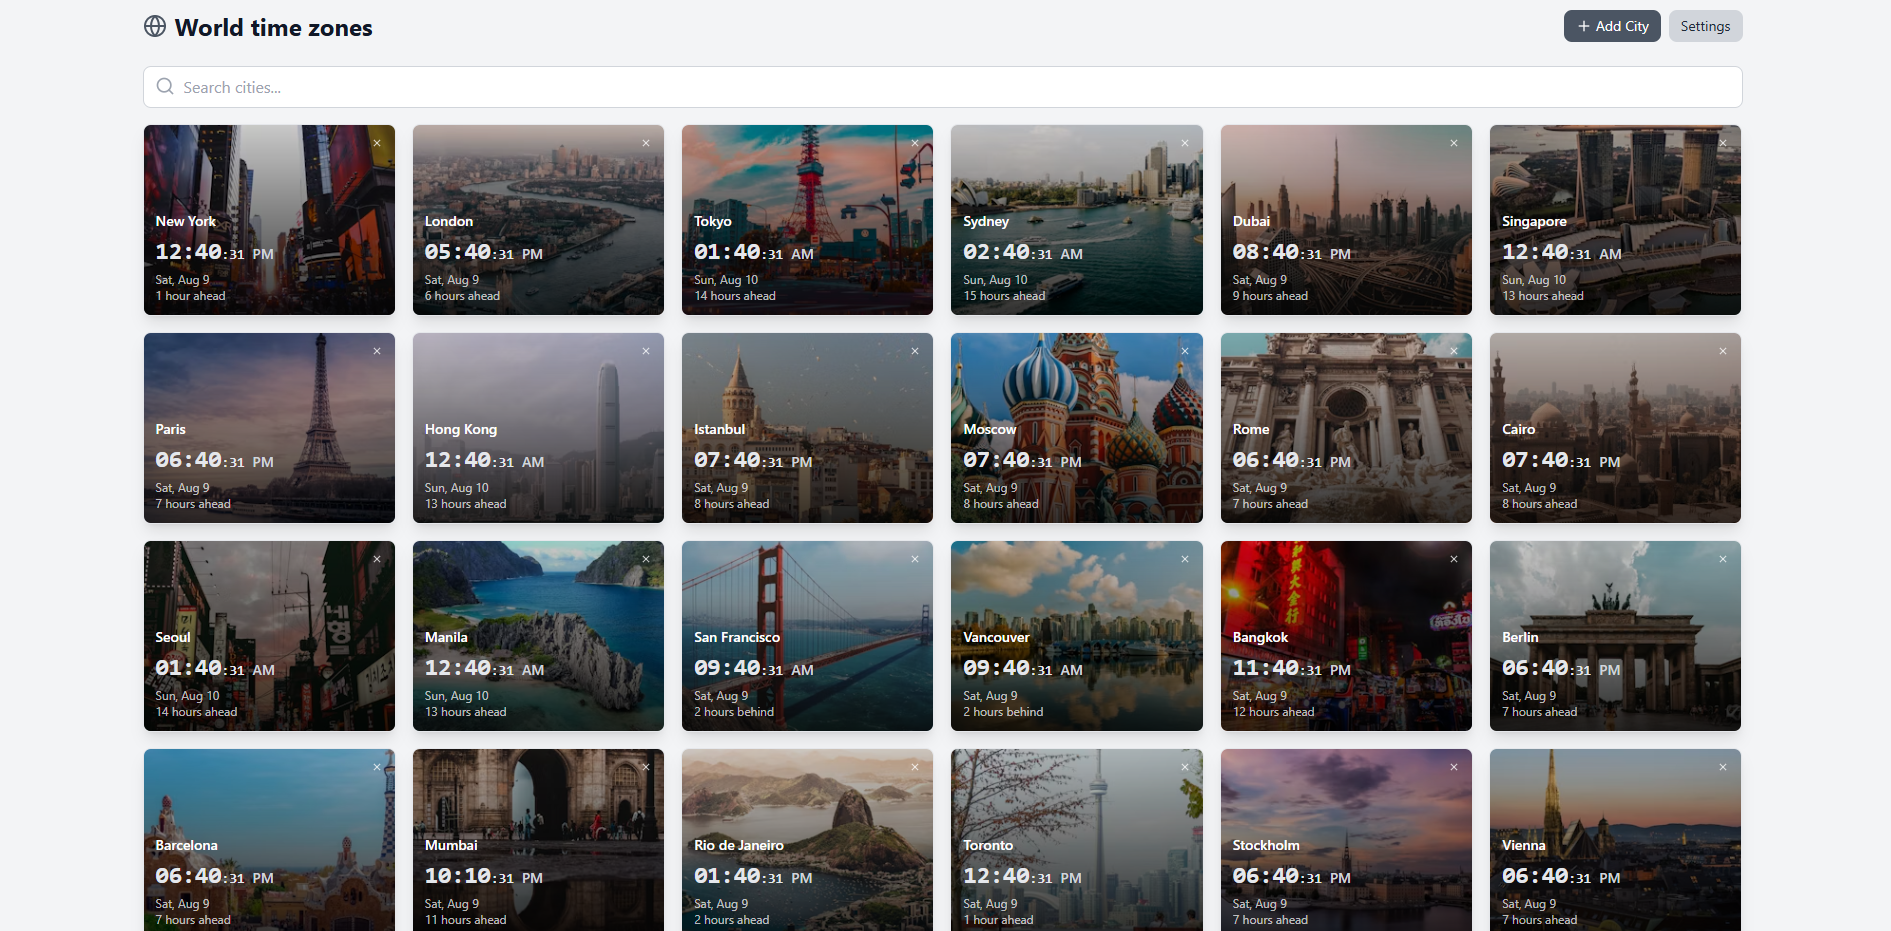 World time zones
+ Add City
Settings
Search cities...
New York
12:40:31 PM
Sat, Aug 9
1 hour ahead
London
05:40:31 PM
Sat, Aug 9
6 hours ahead
Tokyo
01:40:31 AM
Sun, Aug 10
14 hours ahead
Sydney
02:40:31 AM
Sun, Aug 10
15 hours ahead
Dubai
08:40:31 PM
Sat, Aug 9
9 hours ahead
Singapore
12:40:31 AM
Sun, Aug 10
13 hours ahead
Paris
06:40:31 PM
Sat, Aug 9
7 hours ahead
Hong Kong
12:40:31 AM
Sun, Aug 10
13 hours ahead
Istanbul
07:40:31 PM
Sat, Aug 9
8 hours ahead
Moscow
07:40:31 PM
Sat, Aug 9
8 hours ahead
Rome
06:40:31 PM
Sat, Aug 9
7 hours ahead
Cairo
07:40:31 PM
Sat, Aug 9
8 hours ahead
Seoul
01:40:31 AM
Sun, Aug 10
14 hours ahead
Manila
12:40:31 AM
Sun, Aug 10
13 hours ahead
San Francisco
09:40:31 AM
Sat, Aug 9
2 hours behind
Vancouver
09:40:31 AM
Sat, Aug 9
2 hours behind
Bangkok
11:40:31 PM
Sat, Aug 9
12 hours ahead
Berlin
06:40:31 PM
Sat, Aug 9
7 hours ahead
Barcelona
06:40:31 PM
Sat, Aug 9
7 hours ahead
Mumbai
10:10:31 PM
Sat, Aug 9
11 hours ahead
Rio de Janeiro
01:40:31 PM
Sat, Aug 9
2 hours ahead
Toronto
12:40:31 PM
Sat, Aug 9
1 hour ahead
Stockholm
06:40:31 PM
Sat, Aug 9
7 hours ahead
Vienna
06:40:31 PM
Sat, Aug 9
7 hours ahead